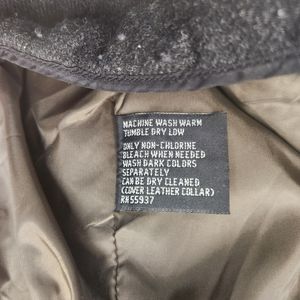 MACHINE WASH WARM
TUMBLE DRY LOW
ONLY NON-CHLORINE
BLEACH WHEN NEEDED
WASH DARK COLORS
SEPARATELY
CAN BE DRY CLEANED
(COVER LEATHER COLLAR)
RN55937